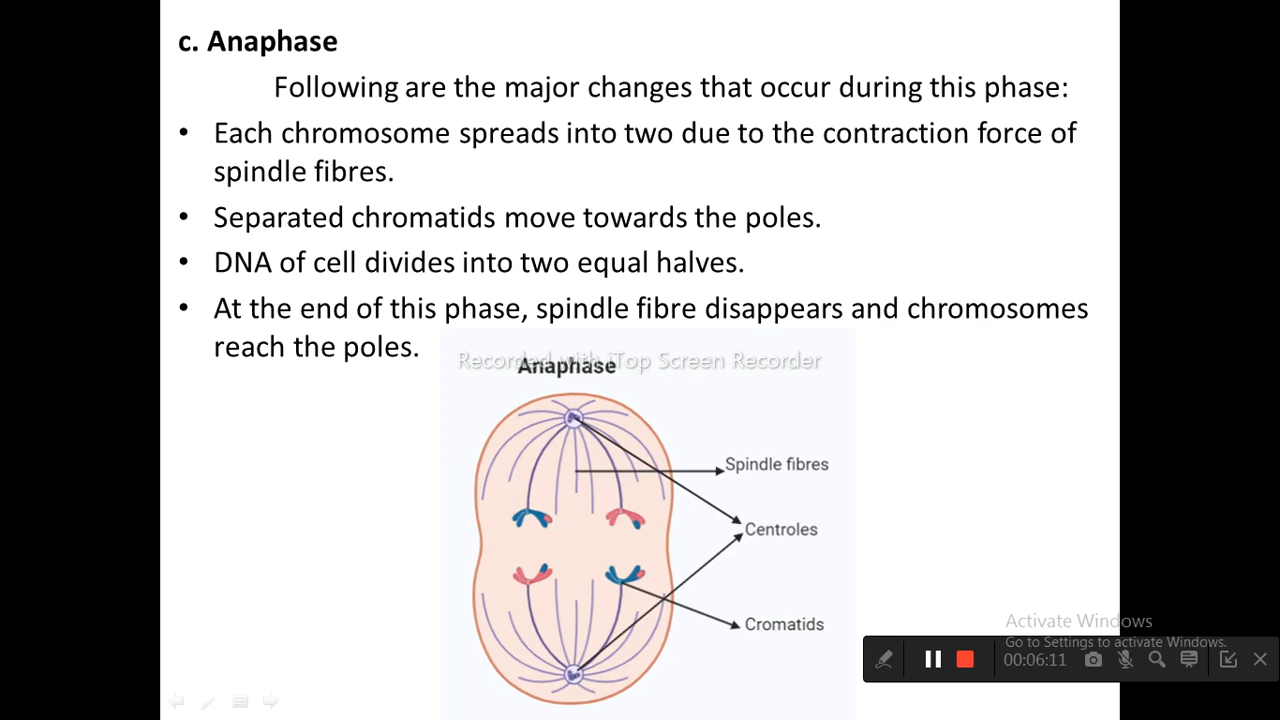 c. Anaphase
Following are the major changes that occur during this phase:
• Each chromosome spreads into two due to the contraction force of
spindle fibres.
• Separated chromatids move towards the poles.
• DNA of cell divides into two equal halves.
• At the end of this phase, spindle fibre disappears and chromosomes
reach the poles.
Recorded with iTop Screen Recorder
Anaphase
Spindle fibres
Centroles
Cromatids
Activate Windows
Go to Settings to activate Windows.
00:06:11